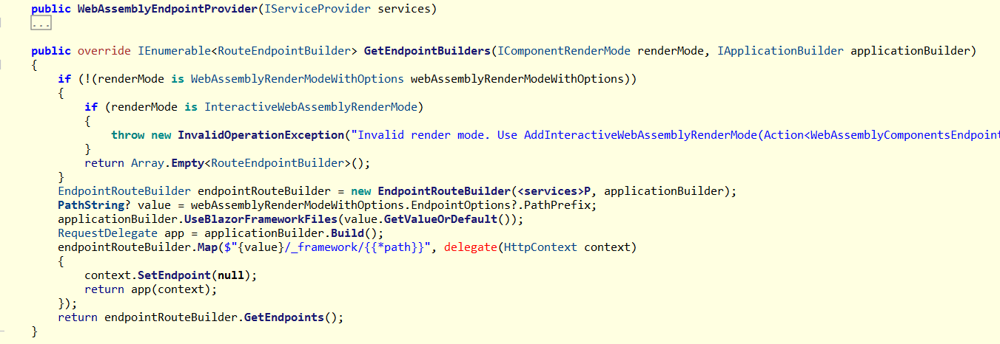 public WebAssemblyEndpointProvider(IServiceProvider services)
...
public override IEnumerable<RouteEndpointBuilder> GetEndpointBuilders(IComponentRenderMode renderMode, IApplicationBuilder applicationBuilder)
{
if (!(renderMode is WebAssemblyRenderModeWithOptions webAssemblyRenderModeWithOptions))
{
if (renderMode is InteractiveWebAssemblyRenderMode)
{
throw new InvalidOperationException("Invalid render mode. Use AddInteractiveWebAssemblyRenderMode(Action<WebAssemblyComponentsEndpoint
}
return Array.Empty<RouteEndpointBuilder>();
}
EndpointRouteBuilder endpointRouteBuilder = new EndpointRouteBuilder(<services>P, applicationBuilder);
PathString? value = webAssemblyRenderModeWithOptions.EndpointOptions?.PathPrefix;
applicationBuilder.UseBlazorFrameworkFiles(value.GetValueOrDefault());
RequestDelegate app = applicationBuilder.Build();
endpointRouteBuilder.Map($"{value}/_framework/{{*path}}", delegate(HttpContext context)
{
context.SetEndpoint(null);
return app(context);
});
return endpointRouteBuilder.GetEndpoints();
}